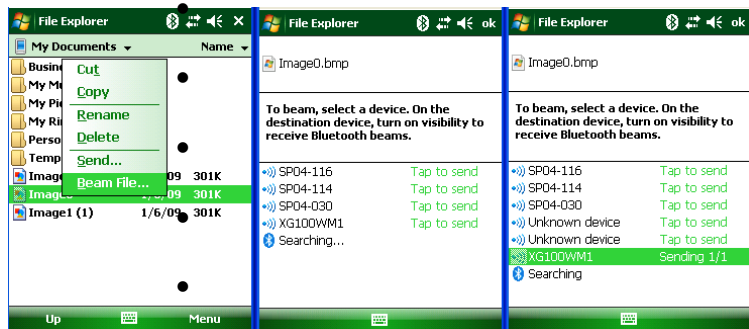 File Explorer
My Documents Name
Busin
Cut
My M
Copy
My Pi
My Ri
Rename
Perso
Delete
Temp
Send...
Imag /09 301K
Beam File...
Image 1/6/09 301K
Image1 (1) 1/6/09 301K
Up Menu
File Explorer ok
Image0.bmp
To beam, select a device. On the
destination device, turn on visibility to
receive Bluetooth beams.
SP04-116 Tap to send
SP04-114 Tap to send
SP04-030 Tap to send
XG100WM1 Tap to send
Searching...
File Explorer ok
Image0.bmp
To beam, select a device. On the
destination device, turn on visibility to
receive Bluetooth beams.
SP04-116 Tap to send
SP04-114 Tap to send
SP04-030 Tap to send
Unknown device Tap to send
Unknown device Tap to send
XG100WM1 Sending 1/1
Searching